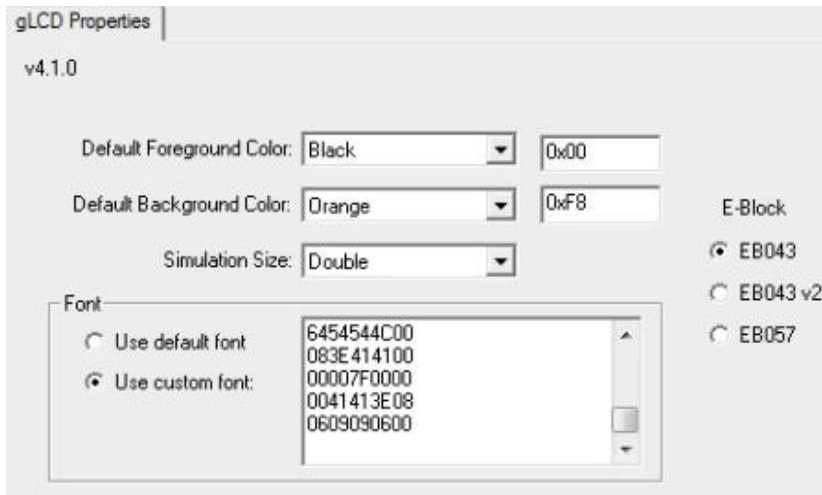 gLCD Properties
v4.1.0
Default Foreground Color: Black 0x00
Default Background Color: Orange 0xF8
E-Block
Simulation Size: Double
EB043
EB043 v2
EB057
Font
Use default font
Use custom font:
6454544C00
083E414100
00007F0000
0041413E08
0609090600